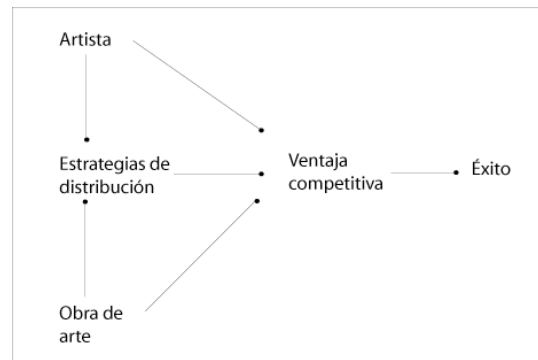 Artista
Estrategias de
distribución
Ventaja
competitiva
Éxito
Obra de
arte